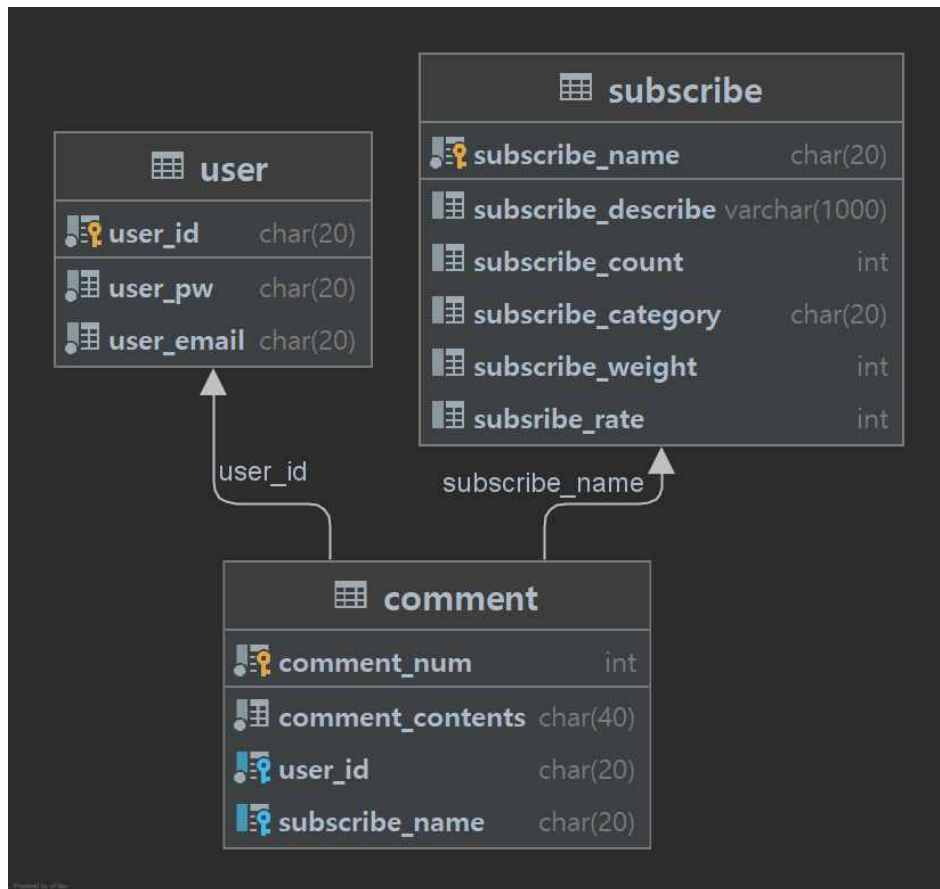 user
user_id char(20)
user_pw char(20)
user_email char(20)
subscribe
subscribe_name char(20)
subscribe_describe varchar(1000)
subscribe_count int
subscribe_category char(20)
subscribe_weight int
subsribe_rate int
user_id
subscribe_name
comment
comment_num int
comment_contents char(40)
user_id char(20)
subscribe_name char(20)